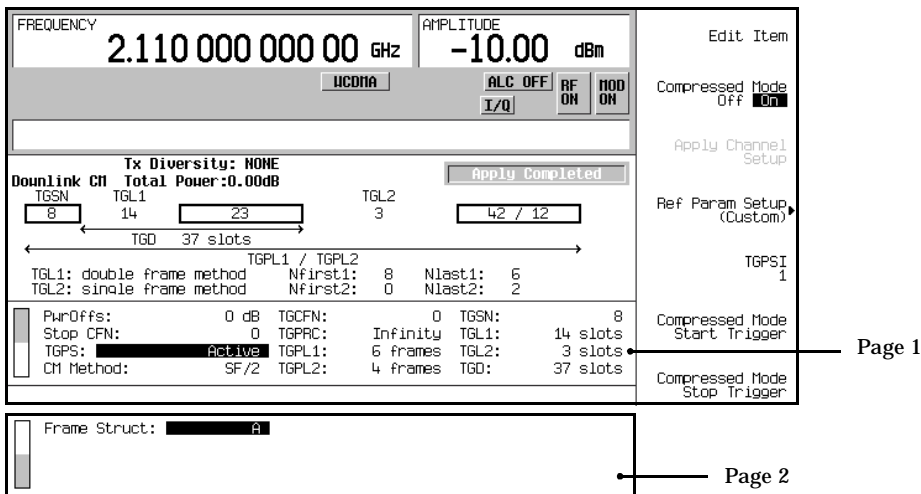 FREQUENCY
2.110 000 000 00 GHz
AMPLITUDE
-10.00 dBm
WCDMA
ALC OFF
I/Q
RF ON
MOD ON
Tx Diversity: NONE
Downlink CM Total Power:0.00dB
Apply Completed
TGSN TGL1 TGL2
8 14 23 3 42 / 12
TGD 37 slots
TGPL1 / TGPL2
TGL1: double frame method Nfirst1: 8 Nlast1: 6
TGL2: single frame method Nfirst2: 0 Nlast2: 2
PwrOffs: 0 dB TGCFN: 0 TGSN: 8
Stop CFN: 0 TGPRC: Infinity TGL1: 14 slots
TGPS: Active TGPL1: 6 frames TGL2: 3 slots
CM Method: SF/2 TGPL2: 4 frames TGD: 37 slots
Edit Item
Compressed Mode
Off On
Apply Channel
Setup
Ref Param Setup
(Custom)
TGPSI
1
Compressed Mode
Start Trigger
Compressed Mode
Stop Trigger
Page 1
Frame Struct: A
Page 2